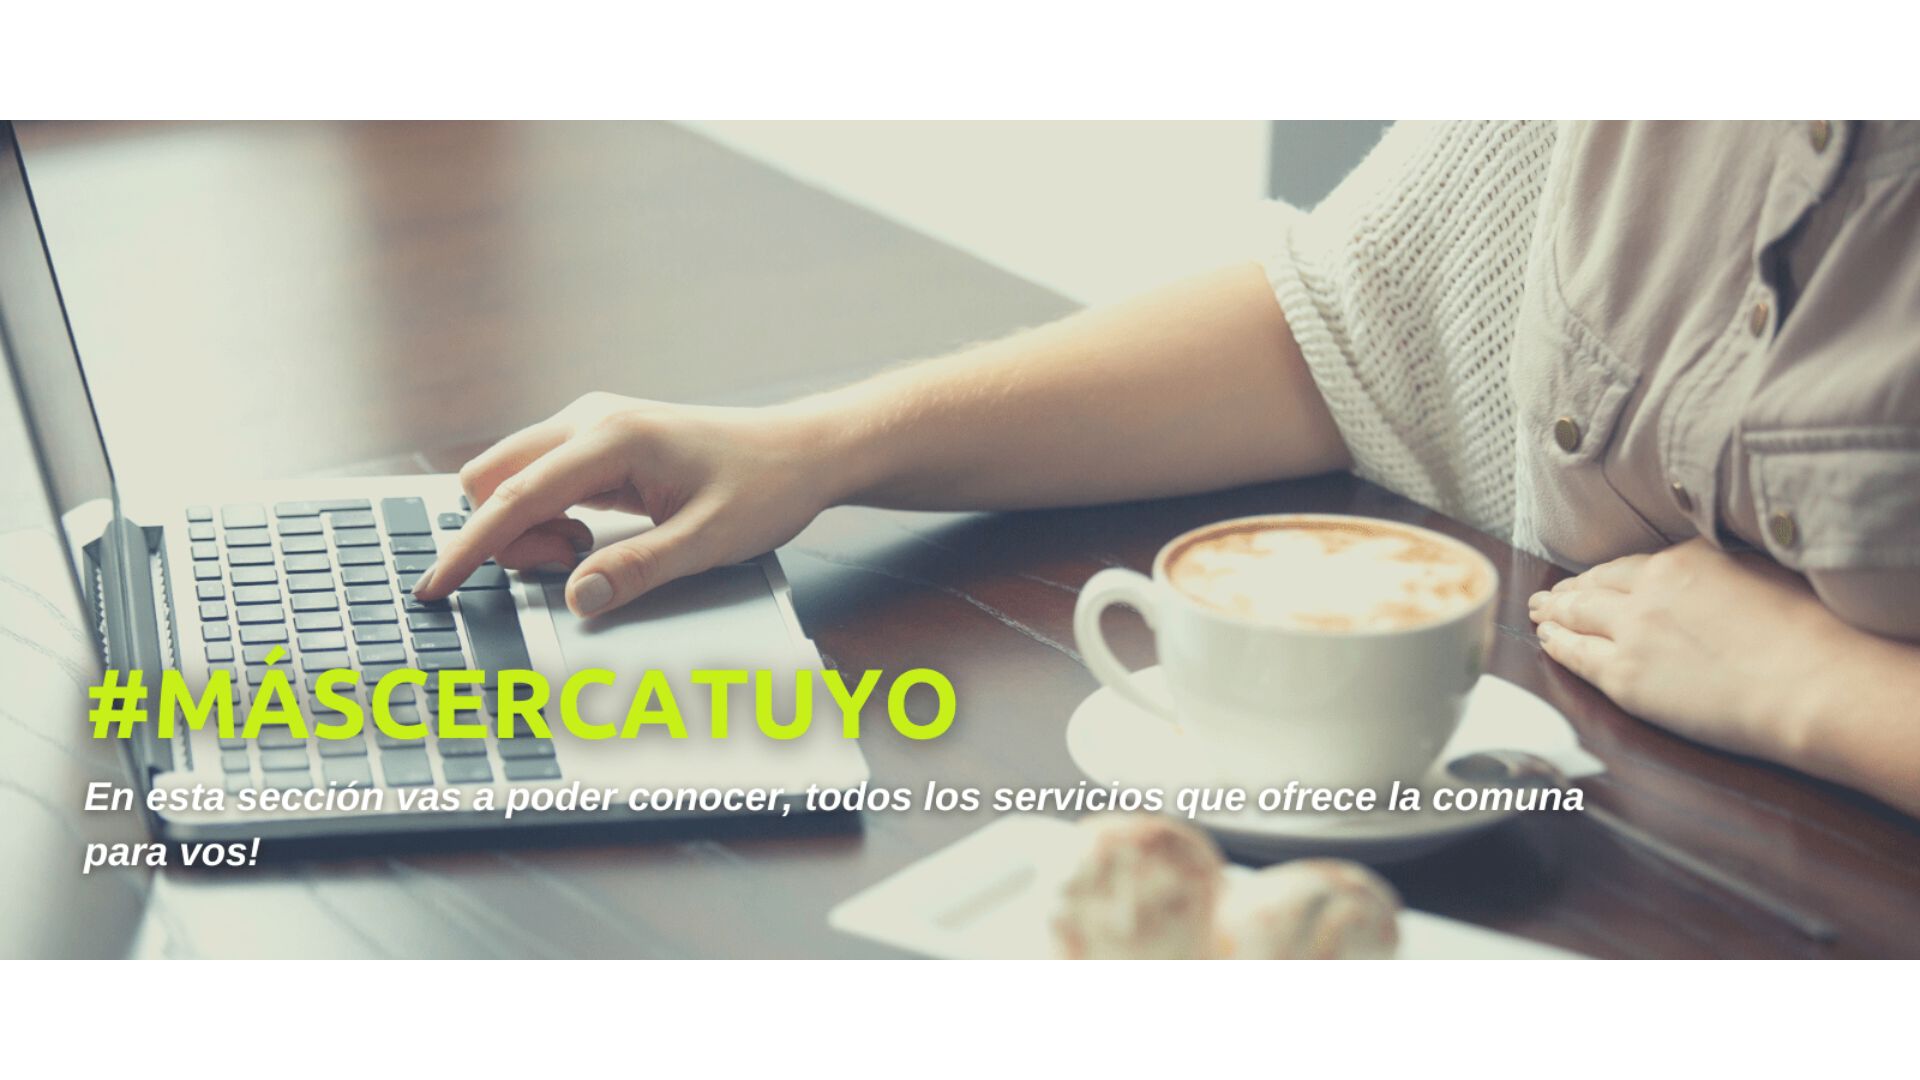 #MÁSCERCATUYO
En esta sección vas a poder conocer, todos los servicios que ofrece la comuna
para vos!